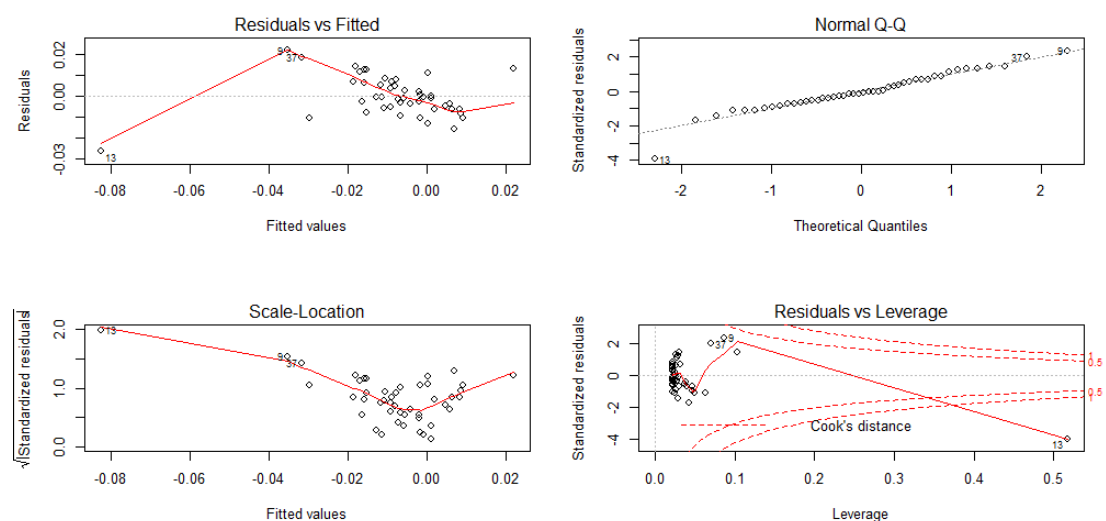 Residuals vs Fitted
Residuals
-0.03 0.00 0.02
9
37
13
-0.08 -0.06 -0.04 -0.02 0.00 0.02
Fitted values
Normal Q-Q
Standardized residuals
-4 -2 0 2
37 9
13
-2 -1 0 1 2
Theoretical Quantiles
Scale-Location
√|Standardized residuals|
0.0 1.0 2.0
13
9
37
-0.08 -0.06 -0.04 -0.02 0.00 0.02
Fitted values
Residuals vs Leverage
Standardized residuals
-4 -2 0 2
37 9
13
1
0.5
0.5
1
Cook's distance
0.0 0.1 0.2 0.3 0.4 0.5
Leverage